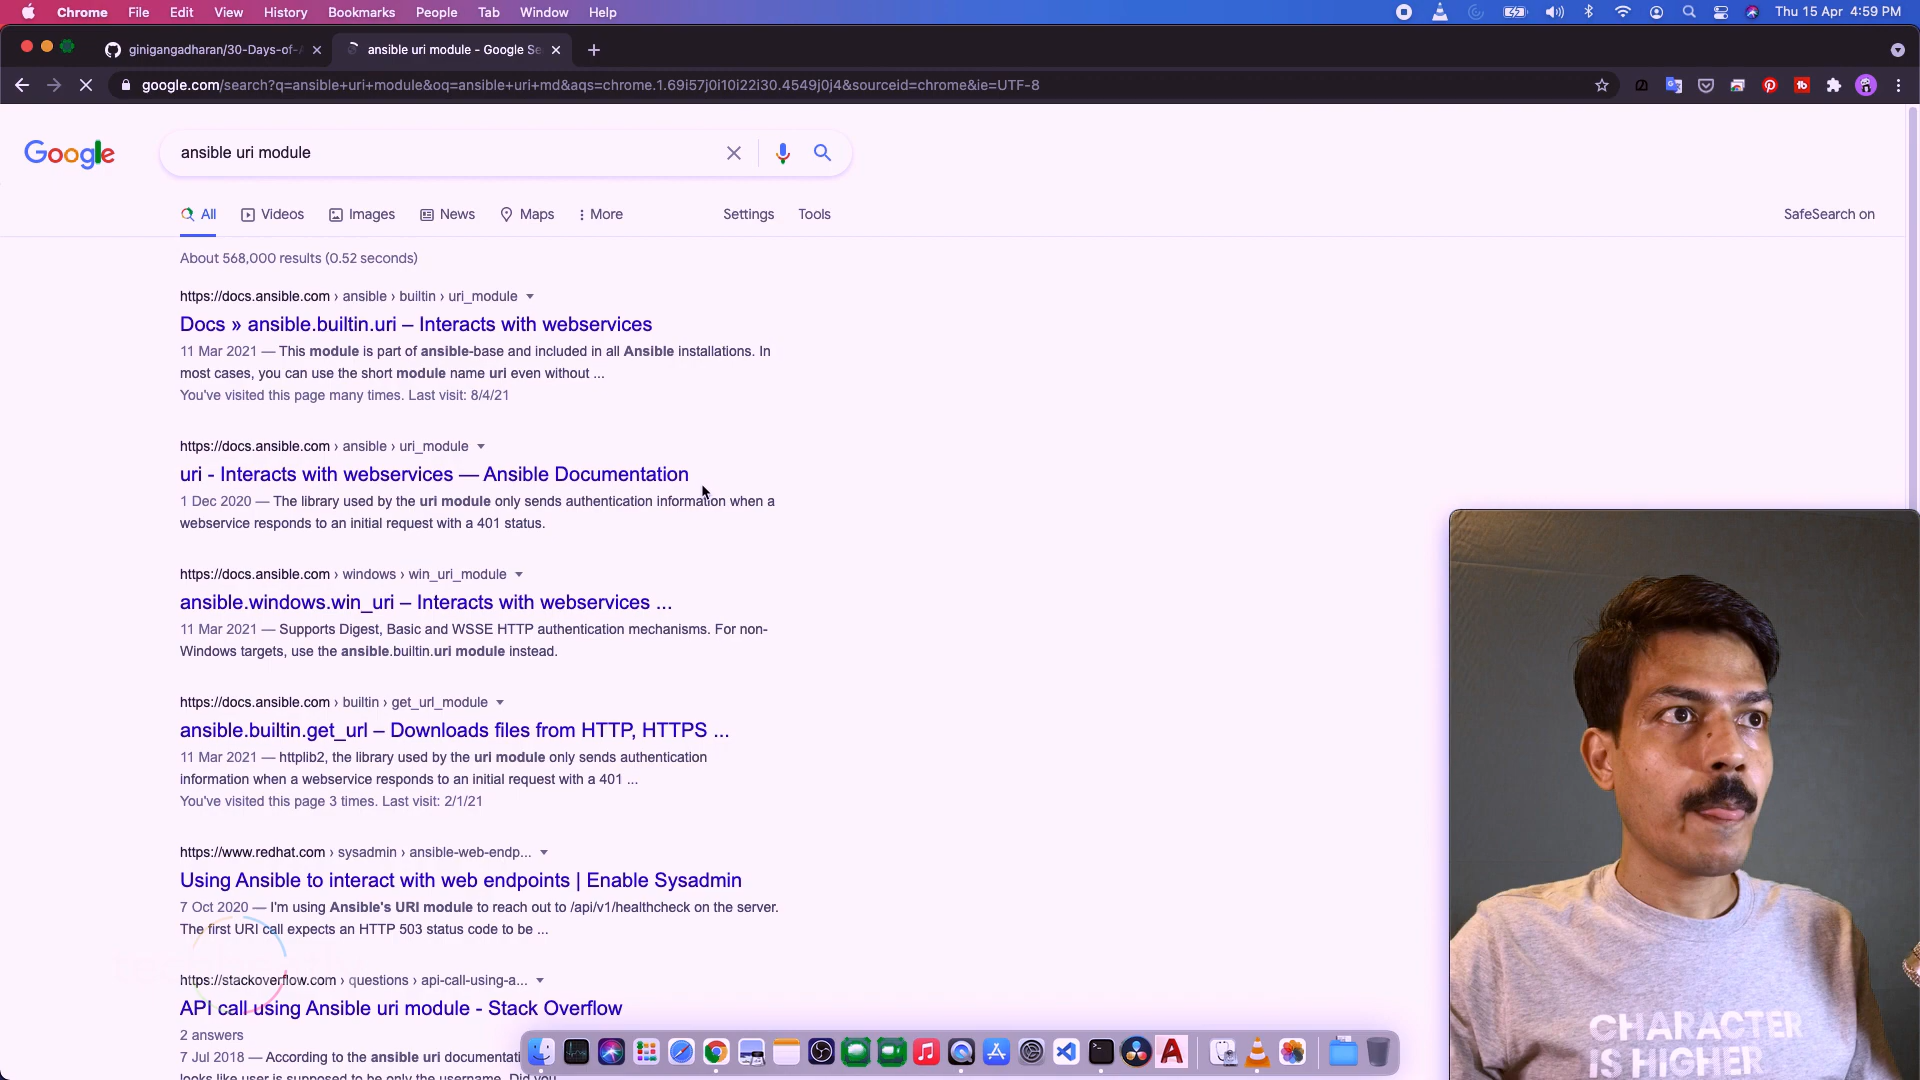 Chrome File Edit View History Bookmarks People Tab Window Help Thu 15 Apr 4:59 PM
ginigangadharan/30-Days-of-A ansible uri module - Google Se
google.com/search?q=ansible+uri+module&oq=ansible+uri+md&aqs=chrome.1.69i57j0i10i22i30.4549j0j4&sourceid=chrome&ie=UTF-8
Google ansible uri module
All Videos Images News Maps More Settings Tools SafeSearch on
About 568,000 results (0.52 seconds)
https://docs.ansible.com › ansible › builtin › uri_module
Docs » ansible.builtin.uri – Interacts with webservices
11 Mar 2021 — This module is part of ansible-base and included in all Ansible installations. In
most cases, you can use the short module name uri even without ...
You've visited this page many times. Last visit: 8/4/21
https://docs.ansible.com › ansible › uri_module
uri - Interacts with webservices — Ansible Documentation
1 Dec 2020 — The library used by the uri module only sends authentication information when a
webservice responds to an initial request with a 401 status.
https://docs.ansible.com › windows › win_uri_module
ansible.windows.win_uri – Interacts with webservices ...
11 Mar 2021 — Supports Digest, Basic and WSSE HTTP authentication mechanisms. For non-
Windows targets, use the ansible.builtin.uri module instead.
https://docs.ansible.com › builtin › get_url_module
ansible.builtin.get_url – Downloads files from HTTP, HTTPS ...
11 Mar 2021 — httplib2, the library used by the uri module only sends authentication
information when a webservice responds to an initial request with a 401 ...
You've visited this page 3 times. Last visit: 2/1/21
https://www.redhat.com › sysadmin › ansible-web-endp...
Using Ansible to interact with web endpoints | Enable Sysadmin
7 Oct 2020 — I'm using Ansible's URI module to reach out to /api/v1/healthcheck on the server.
The first URI call expects an HTTP 503 status code to be ...
https://stackoverflow.com › questions › api-call-using-a...
API call using Ansible uri module - Stack Overflow
2 answers
7 Jul 2018 — According to the ansible uri documentati
looks like user is supposed to be only the username. Did you
CHARACTER
IS HIGHER